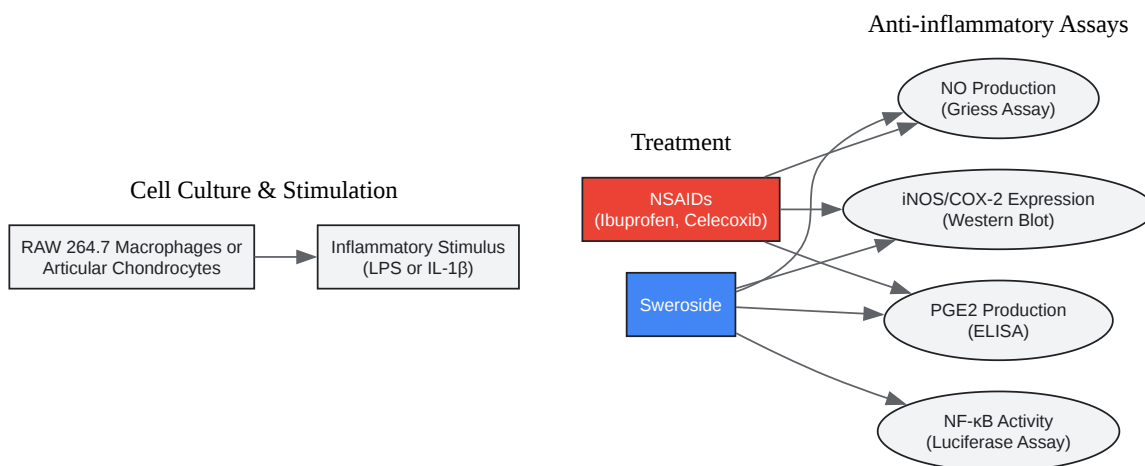 Cell Culture & Stimulation
RAW 264.7 Macrophages or
Articular Chondrocytes
Inflammatory Stimulus
(LPS or IL-1β)
Treatment
NSAIDs
(Ibuprofen, Celecoxib)
Sweroside
Anti-inflammatory Assays
NO Production
(Griess Assay)
iNOS/COX-2 Expression
(Western Blot)
PGE2 Production
(ELISA)
NF-κB Activity
(Luciferase Assay)